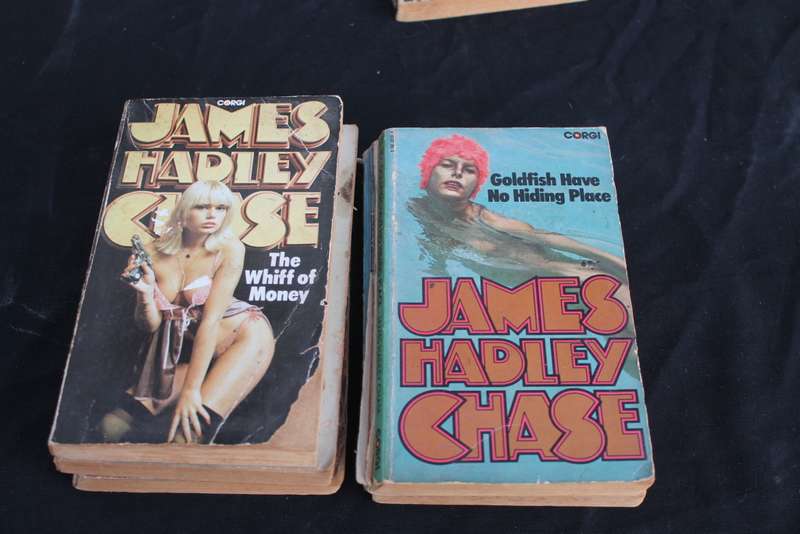 CORGI
JAMES
HADLEY
CHASE
The
Whiff of
Money
CORGI
Goldfish Have
No Hiding Place
JAMES
HADLEY
CHASE